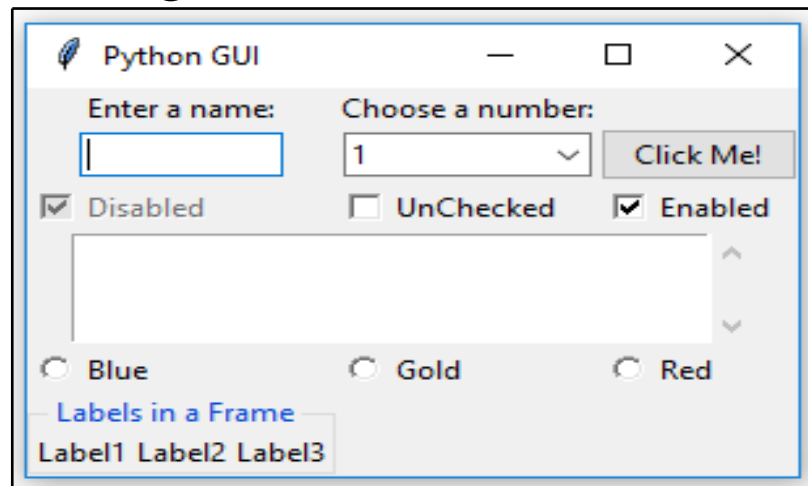 Python GUI
Enter a name: Choose a number:
1 Click Me!
Disabled UnChecked Enabled
Blue Gold Red
Labels in a Frame
Label1 Label2 Label3